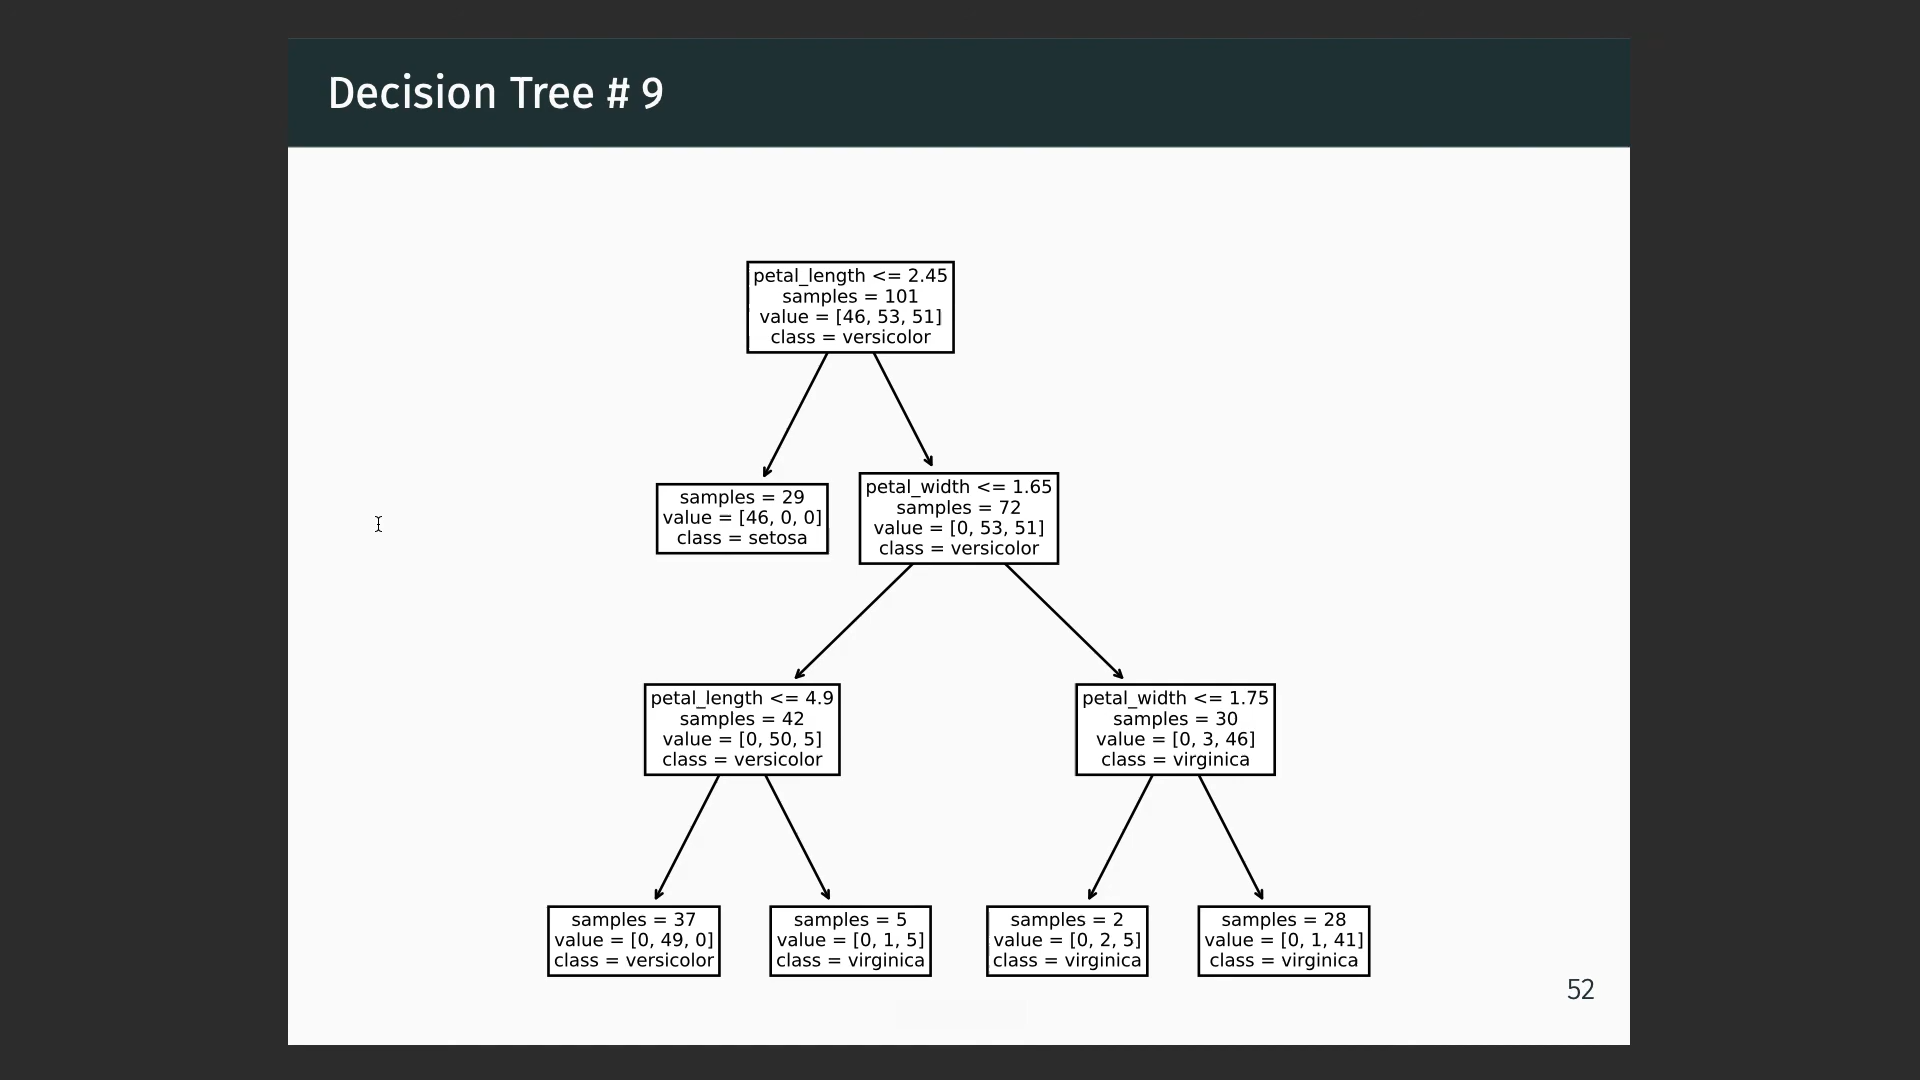 Decision Tree # 9
petal_length <= 2.45
samples = 101
value = [46, 53, 51]
class = versicolor
samples = 29
value = [46, 0, 0]
class = setosa
petal_width <= 1.65
samples = 72
value = [0, 53, 51]
class = versicolor
petal_length <= 4.9
samples = 42
value = [0, 50, 5]
class = versicolor
petal_width <= 1.75
samples = 30
value = [0, 3, 46]
class = virginica
samples = 37
value = [0, 49, 0]
class = versicolor
samples = 5
value = [0, 1, 5]
class = virginica
samples = 2
value = [0, 2, 5]
class = virginica
samples = 28
value = [0, 1, 41]
class = virginica
52